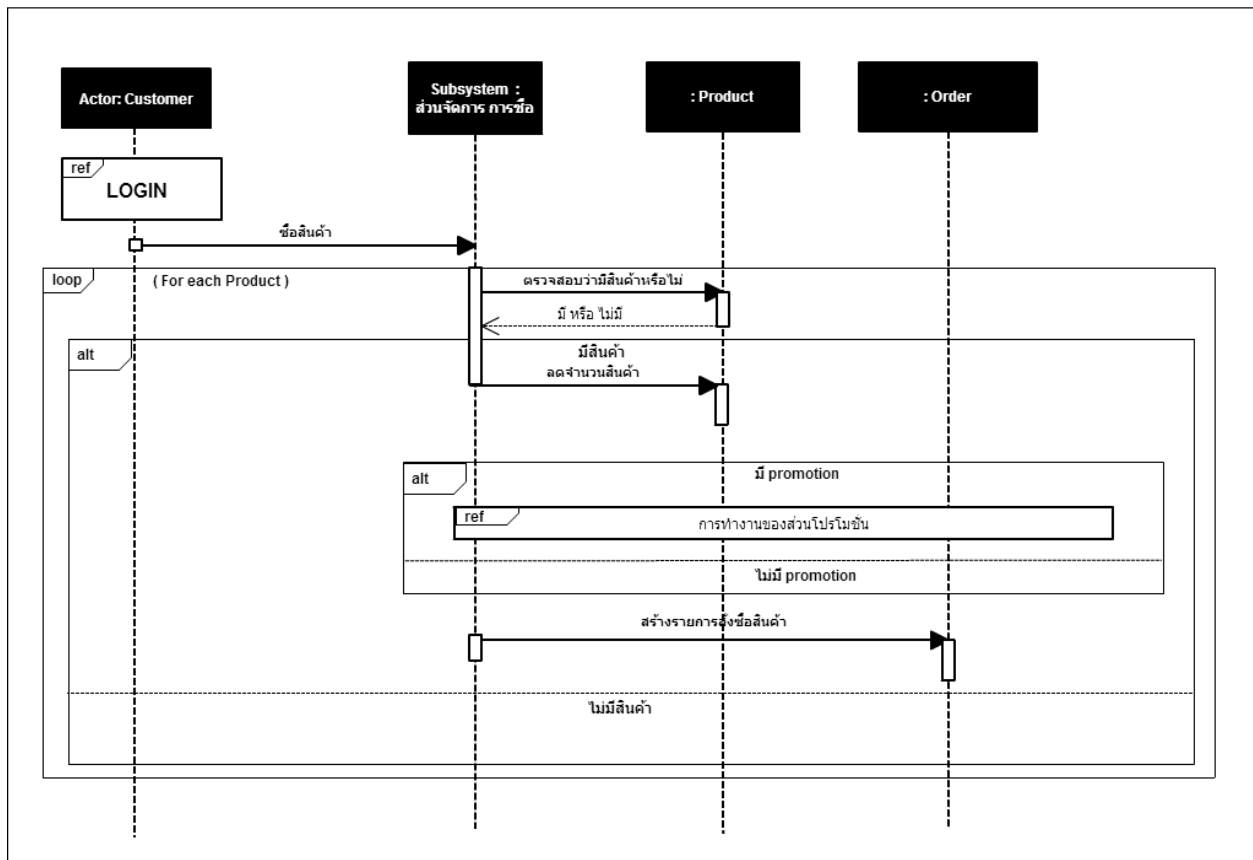 Actor: Customer
Subsystem :
ส่วนจัดการ การซื้อ
: Product
: Order
ref
LOGIN
ซื้อสินค้า
loop
( For each Product )
ตรวจสอบว่ามีสินค้าหรือไม่
มี หรือ ไม่มี
alt
มีสินค้า
ลดจำนวนสินค้า
alt
มี promotion
ref
การทำงานของส่วนโปรโมชั่น
ไม่มี promotion
สร้างรายการสั่งซื้อสินค้า
ไม่มีสินค้า